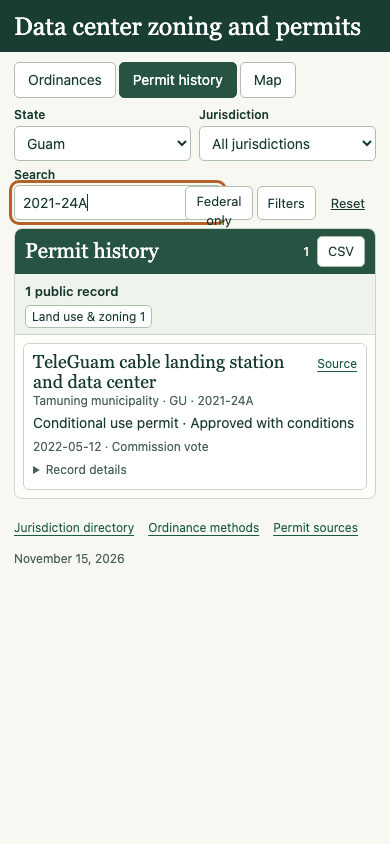 Data center zoning and permits
Ordinances
Permit history
Map
State
Jurisdiction
Guam
All jurisdictions
Search
2021-24A
Federal only
Filters
Reset
Permit history
1
CSV
1 public record
Land use & zoning 1
TeleGuam cable landing station
and data center
Source
Tamuning municipality · GU · 2021-24A
Conditional use permit · Approved with conditions
2022-05-12 · Commission vote
Record details
Jurisdiction directory
Ordinance methods
Permit sources
November 15, 2026